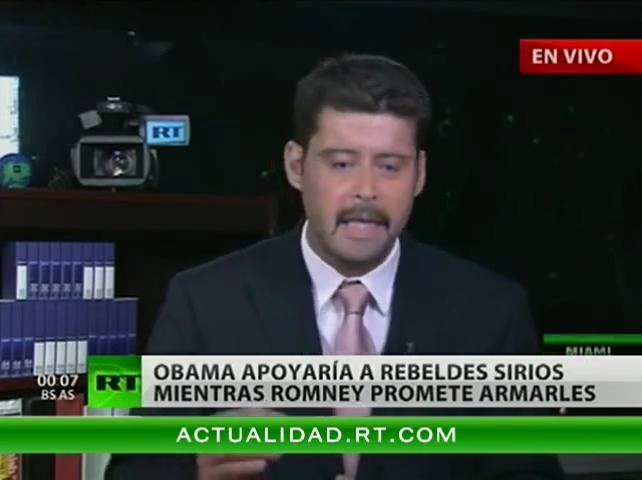 EN VIVO
RT
MIAMI
00:07
BS AS
RT
OBAMA APOYARÍA A REBELDES SIRIOS
MIENTRAS ROMNEY PROMETE ARMARLES
ACTUALIDAD.RT.COM